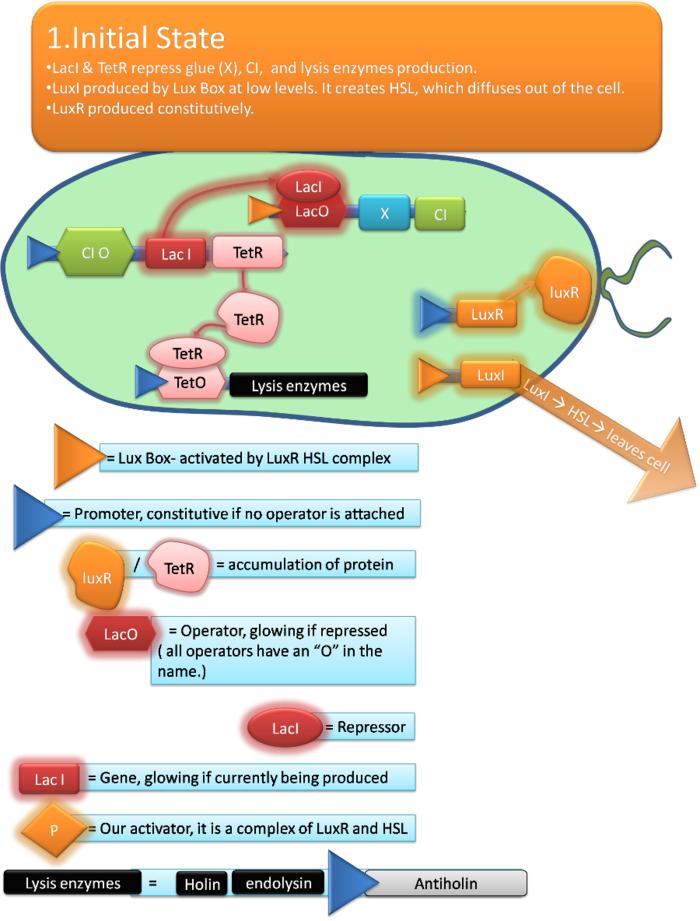 1.Initial State
•LacI & TetR repress glue (X), CI,  and lysis enzymes production.
•LuxI produced by Lux Box at low levels. It creates HSL, which diffuses out of the cell.
•LuxR produced constitutively.
LacI
LacO
X
CI
CI O
Lac I
TetR
TetR
luxR
LuxR
TetR
TetO
Lysis enzymes
LuxI
LuxI → HSL → leaves cell
= Lux Box- activated by LuxR HSL complex
= Promoter, constitutive if no operator is attached
luxR / TetR = accumulation of protein
LacO = Operator, glowing if repressed
( all operators have an “O” in the
name.)
LacI = Repressor
Lac I = Gene, glowing if currently being produced
P = Our activator, it is a complex of LuxR and HSL
Lysis enzymes = Holin endolysin Antiholin